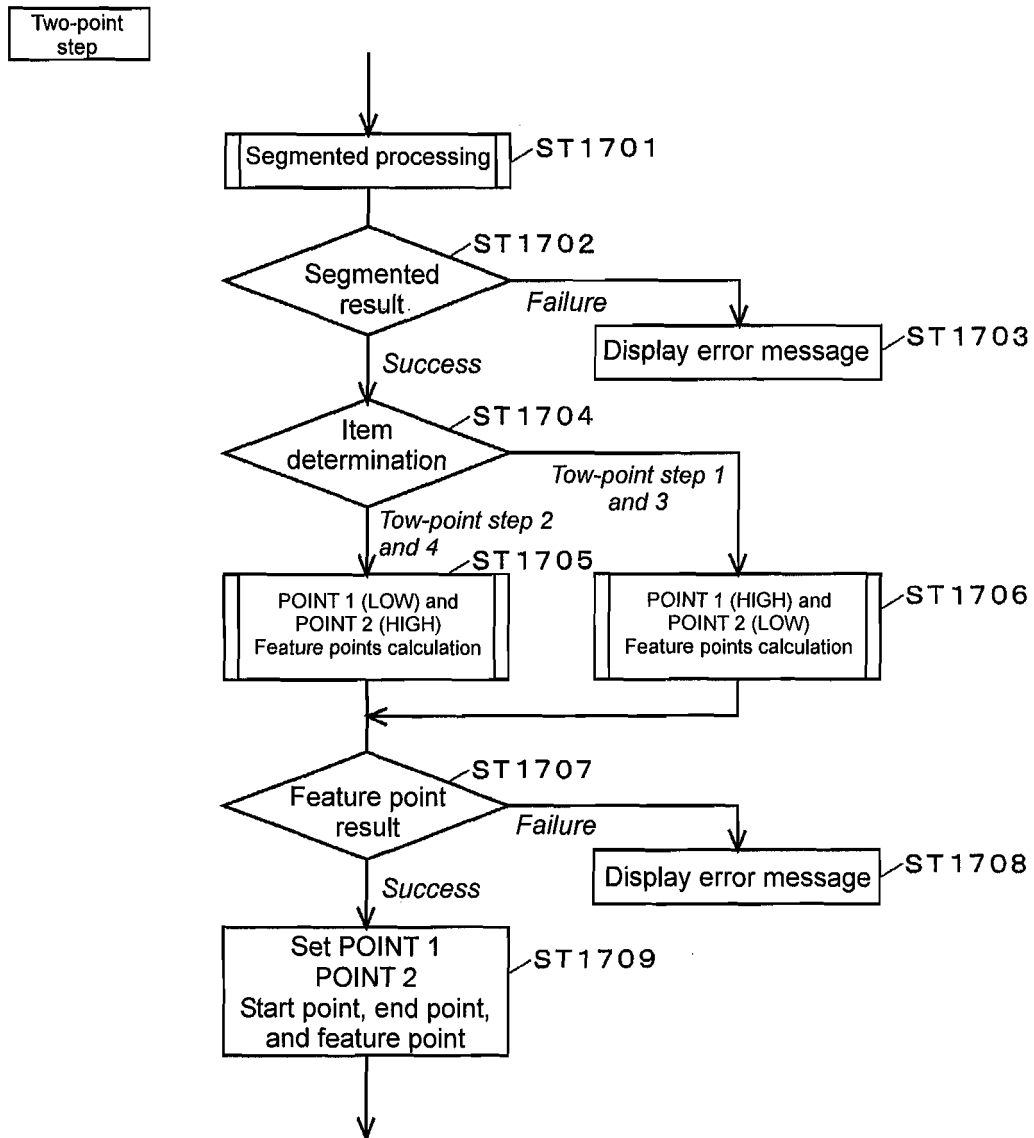 Two-point
step
Segmented processing
ST1701
ST1702
Segmented
result
Failure
Display error message
ST1703
Success
ST1704
Item
determination
Tow-point step 1
and 3
Tow-point step 2
and 4
ST1705
POINT 1 (LOW) and
POINT 2 (HIGH)
Feature points calculation
POINT 1 (HIGH) and
POINT 2 (LOW)
Feature points calculation
ST1706
ST1707
Feature point
result
Failure
Display error message
ST1708
Success
Set POINT 1
POINT 2
Start point, end point,
and feature point
ST1709